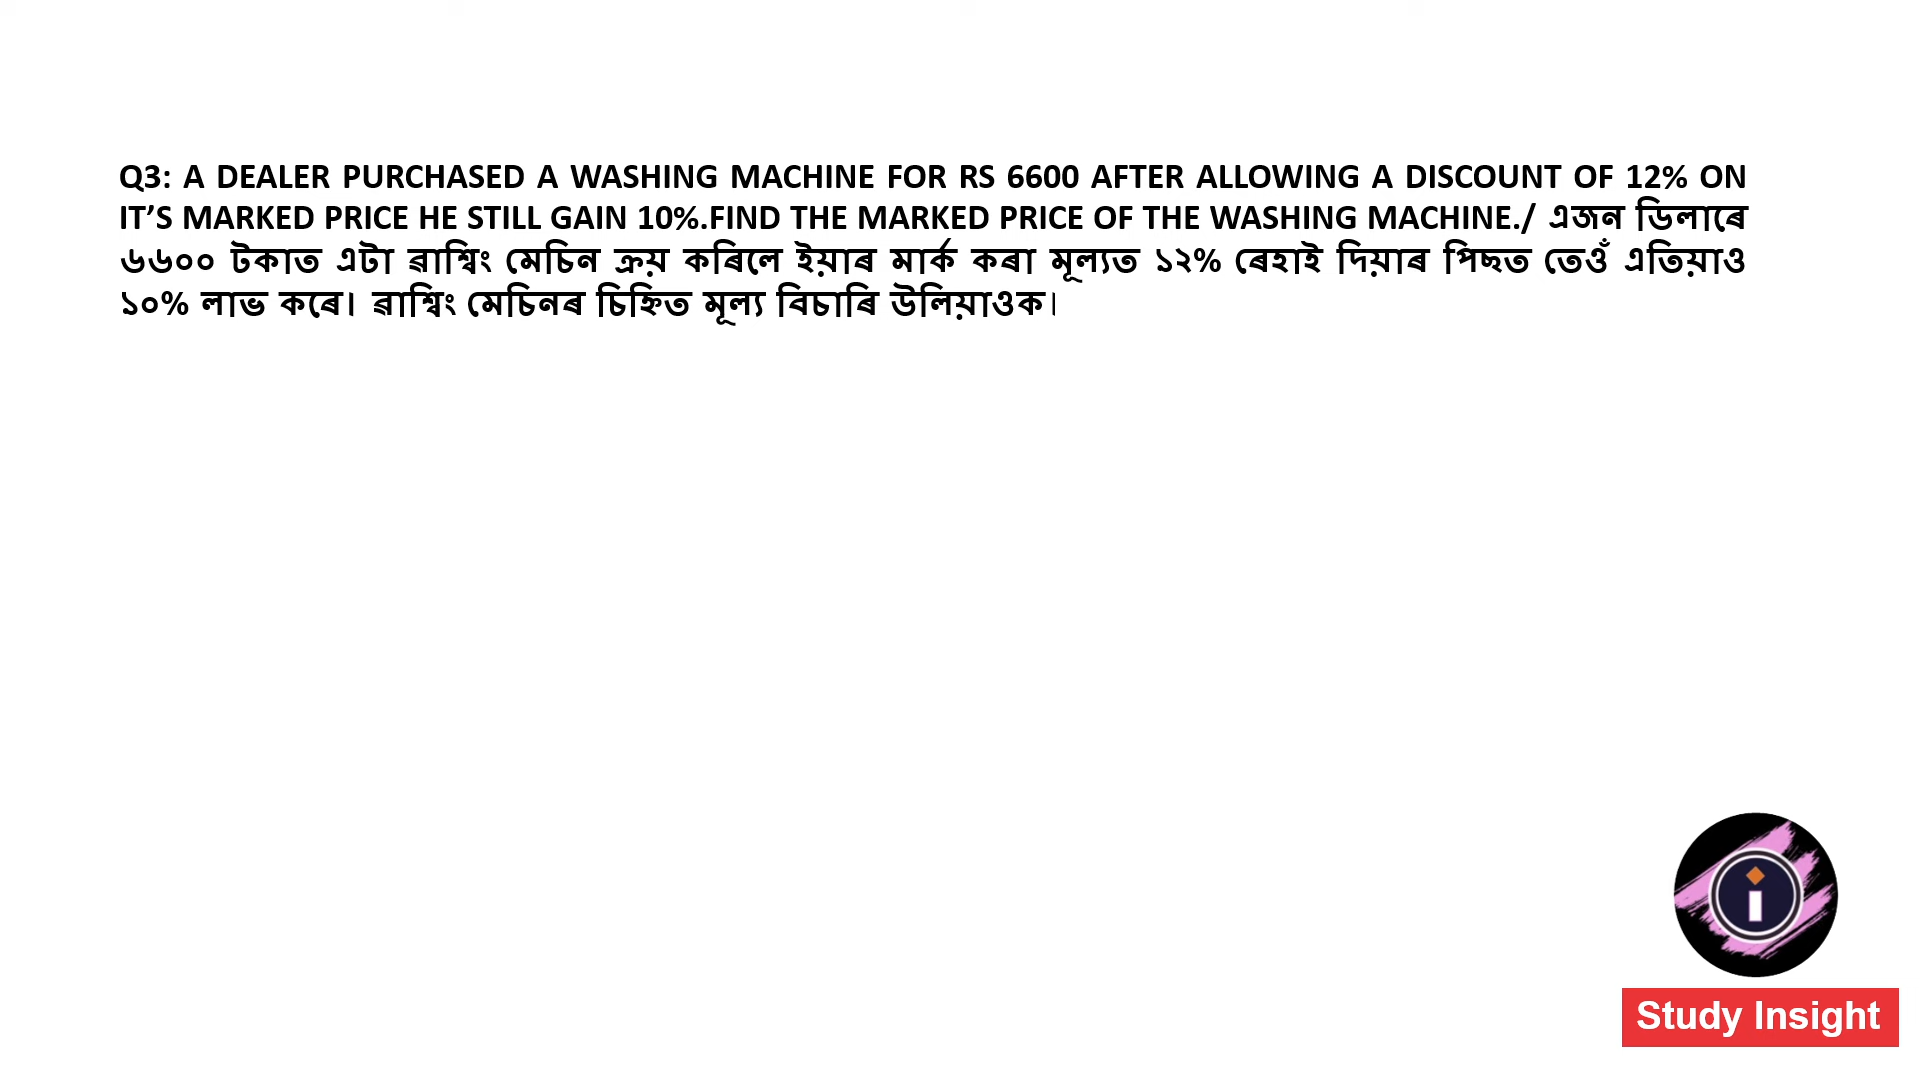 Q3: A DEALER PURCHASED A WASHING MACHINE FOR RS 6600 AFTER ALLOWING A DISCOUNT OF 12% ON
IT’S MARKED PRICE HE STILL GAIN 10%.FIND THE MARKED PRICE OF THE WASHING MACHINE./ এজন ডিলাৰে
৬৬০০ টকাত এটা ৱাশ্বিং মেচিন ক্ৰয় কৰিলে ইয়াৰ মাৰ্ক কৰা মূল্যত ১২% ৰেহাই দিয়াৰ পিছত তেওঁ এতিয়াও
১০% লাভ কৰে। ৱাশ্বিং মেচিনৰ চিহ্নিত মূল্য বিচাৰি উলিয়াওক।
i
Study Insight